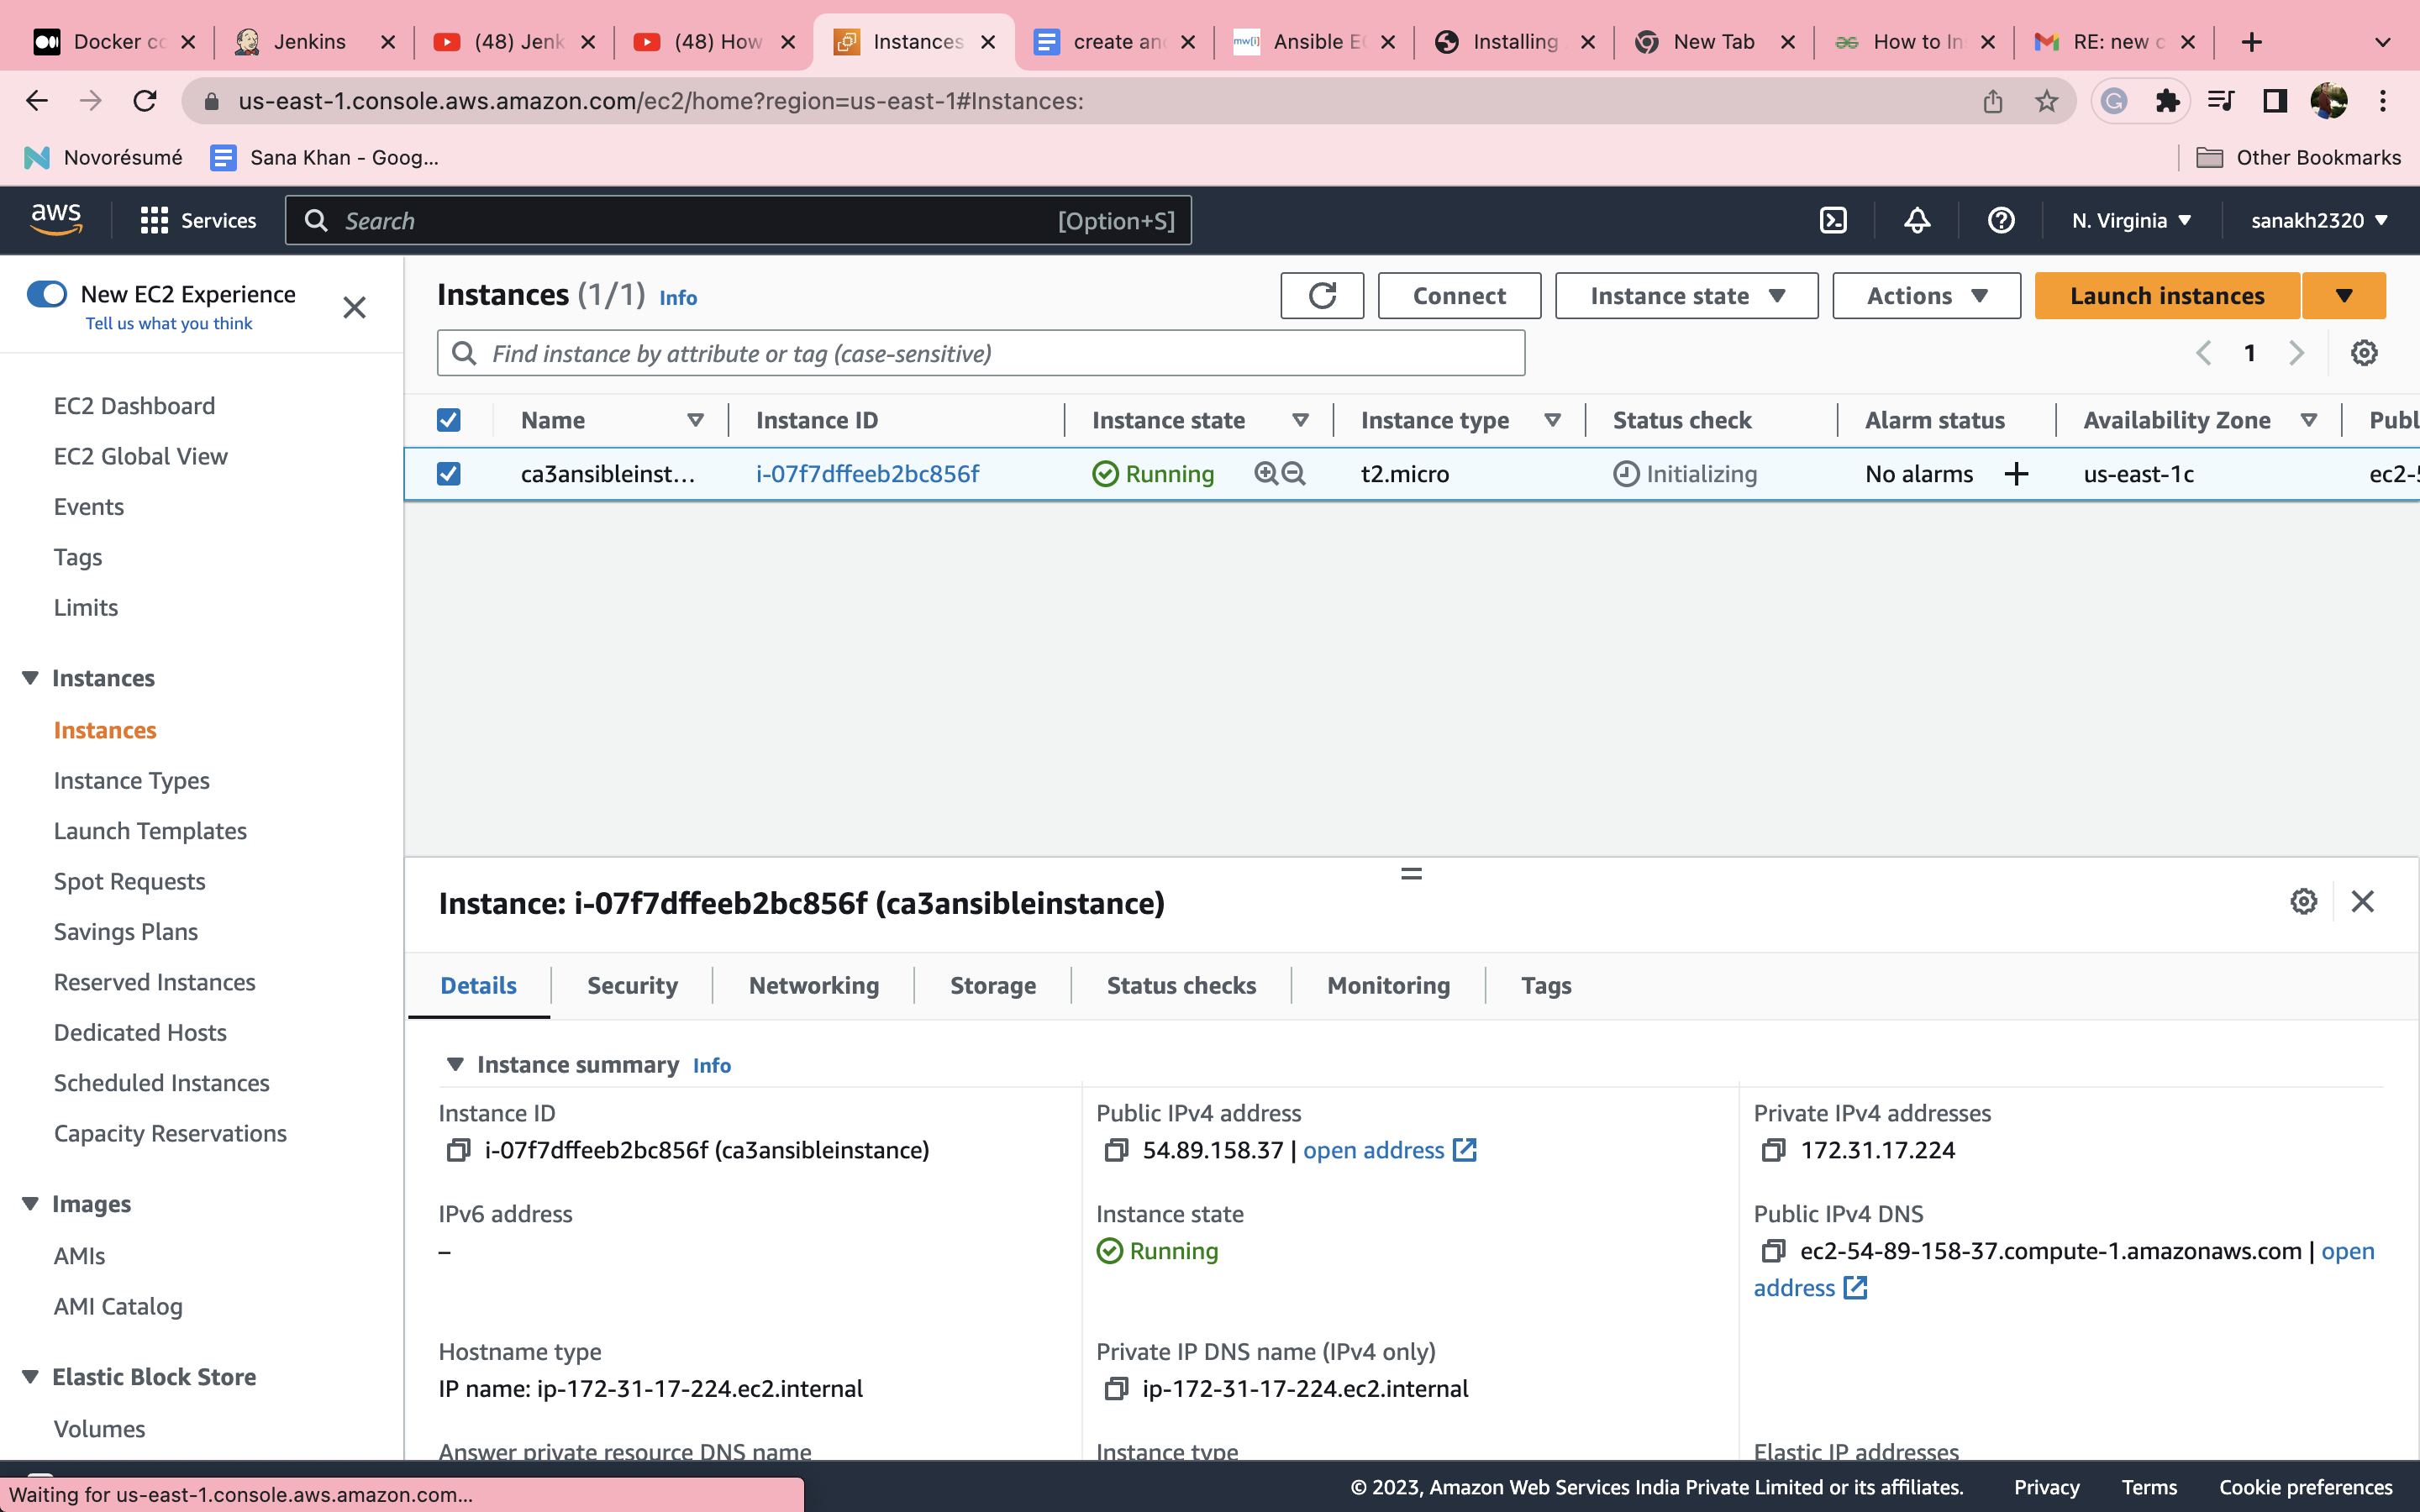 Docker co
Jenkins
(48) Jenk
(48) How
Instances
create and
Ansible EC
Installing
New Tab
How to In
RE: new c
us-east-1.console.aws.amazon.com/ec2/home?region=us-east-1#Instances:
Novorésumé
Sana Khan - Goog...
Other Bookmarks
aws
Services
Search
[Option+S]
N. Virginia
sanakh2320
New EC2 Experience
Tell us what you think
EC2 Dashboard
EC2 Global View
Events
Tags
Limits
Instances
Instances
Instance Types
Launch Templates
Spot Requests
Savings Plans
Reserved Instances
Dedicated Hosts
Scheduled Instances
Capacity Reservations
Images
AMIs
AMI Catalog
Elastic Block Store
Volumes
Instances (1/1) Info
Connect
Instance state
Actions
Launch instances
Find instance by attribute or tag (case-sensitive)
1
Name
Instance ID
Instance state
Instance type
Status check
Alarm status
Availability Zone
Publ
ca3ansibleinst...
i-07f7dffeeb2bc856f
Running
t2.micro
Initializing
No alarms
us-east-1c
ec2-5
Instance: i-07f7dffeeb2bc856f (ca3ansibleinstance)
Details
Security
Networking
Storage
Status checks
Monitoring
Tags
Instance summary Info
Instance ID
i-07f7dffeeb2bc856f (ca3ansibleinstance)
Public IPv4 address
54.89.158.37 | open address
Private IPv4 addresses
172.31.17.224
IPv6 address
–
Instance state
Running
Public IPv4 DNS
ec2-54-89-158-37.compute-1.amazonaws.com | open
address
Hostname type
IP name: ip-172-31-17-224.ec2.internal
Private IP DNS name (IPv4 only)
ip-172-31-17-224.ec2.internal
Answer private resource DNS name
Instance type
Elastic IP addresses
Waiting for us-east-1.console.aws.amazon.com...
© 2023, Amazon Web Services India Private Limited or its affiliates.
Privacy
Terms
Cookie preferences